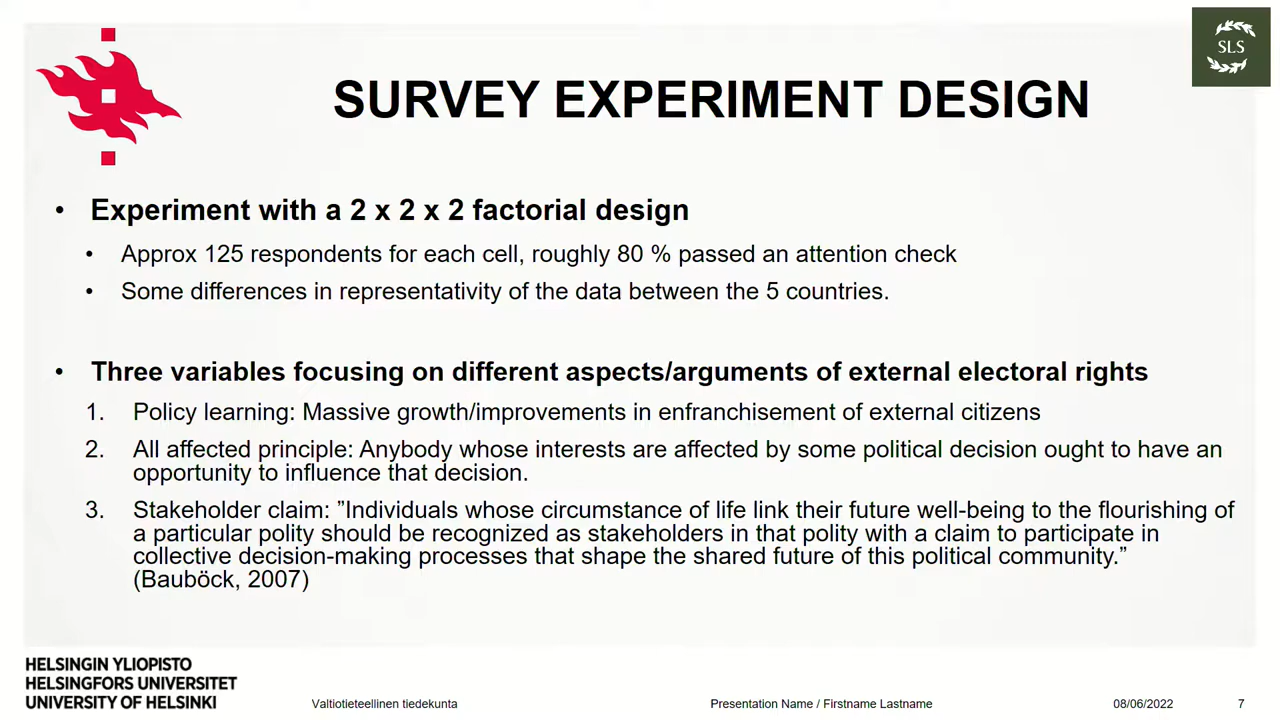 SLS
SURVEY EXPERIMENT DESIGN
• Experiment with a 2 x 2 x 2 factorial design
• Approx 125 respondents for each cell, roughly 80 % passed an attention check
• Some differences in representativity of the data between the 5 countries.
• Three variables focusing on different aspects/arguments of external electoral rights
1. Policy learning: Massive growth/improvements in enfranchisement of external citizens
2. All affected principle: Anybody whose interests are affected by some political decision ought to have an
opportunity to influence that decision.
3. Stakeholder claim: ”Individuals whose circumstance of life link their future well-being to the flourishing of
a particular polity should be recognized as stakeholders in that polity with a claim to participate in
collective decision-making processes that shape the shared future of this political community.”
(Bauböck, 2007)
HELSINGIN YLIOPISTO
HELSINGFORS UNIVERSITET
UNIVERSITY OF HELSINKI
Valtiotieteellinen tiedekunta
Presentation Name / Firstname Lastname
08/06/2022
7